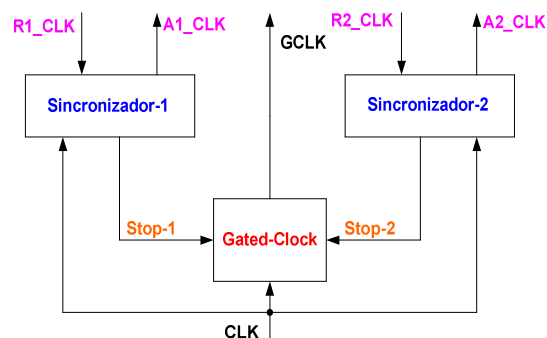 R1_CLK
A1_CLK
GCLK
R2_CLK
A2_CLK
Sincronizador-1
Sincronizador-2
Stop-1
Gated-Clock
Stop-2
CLK